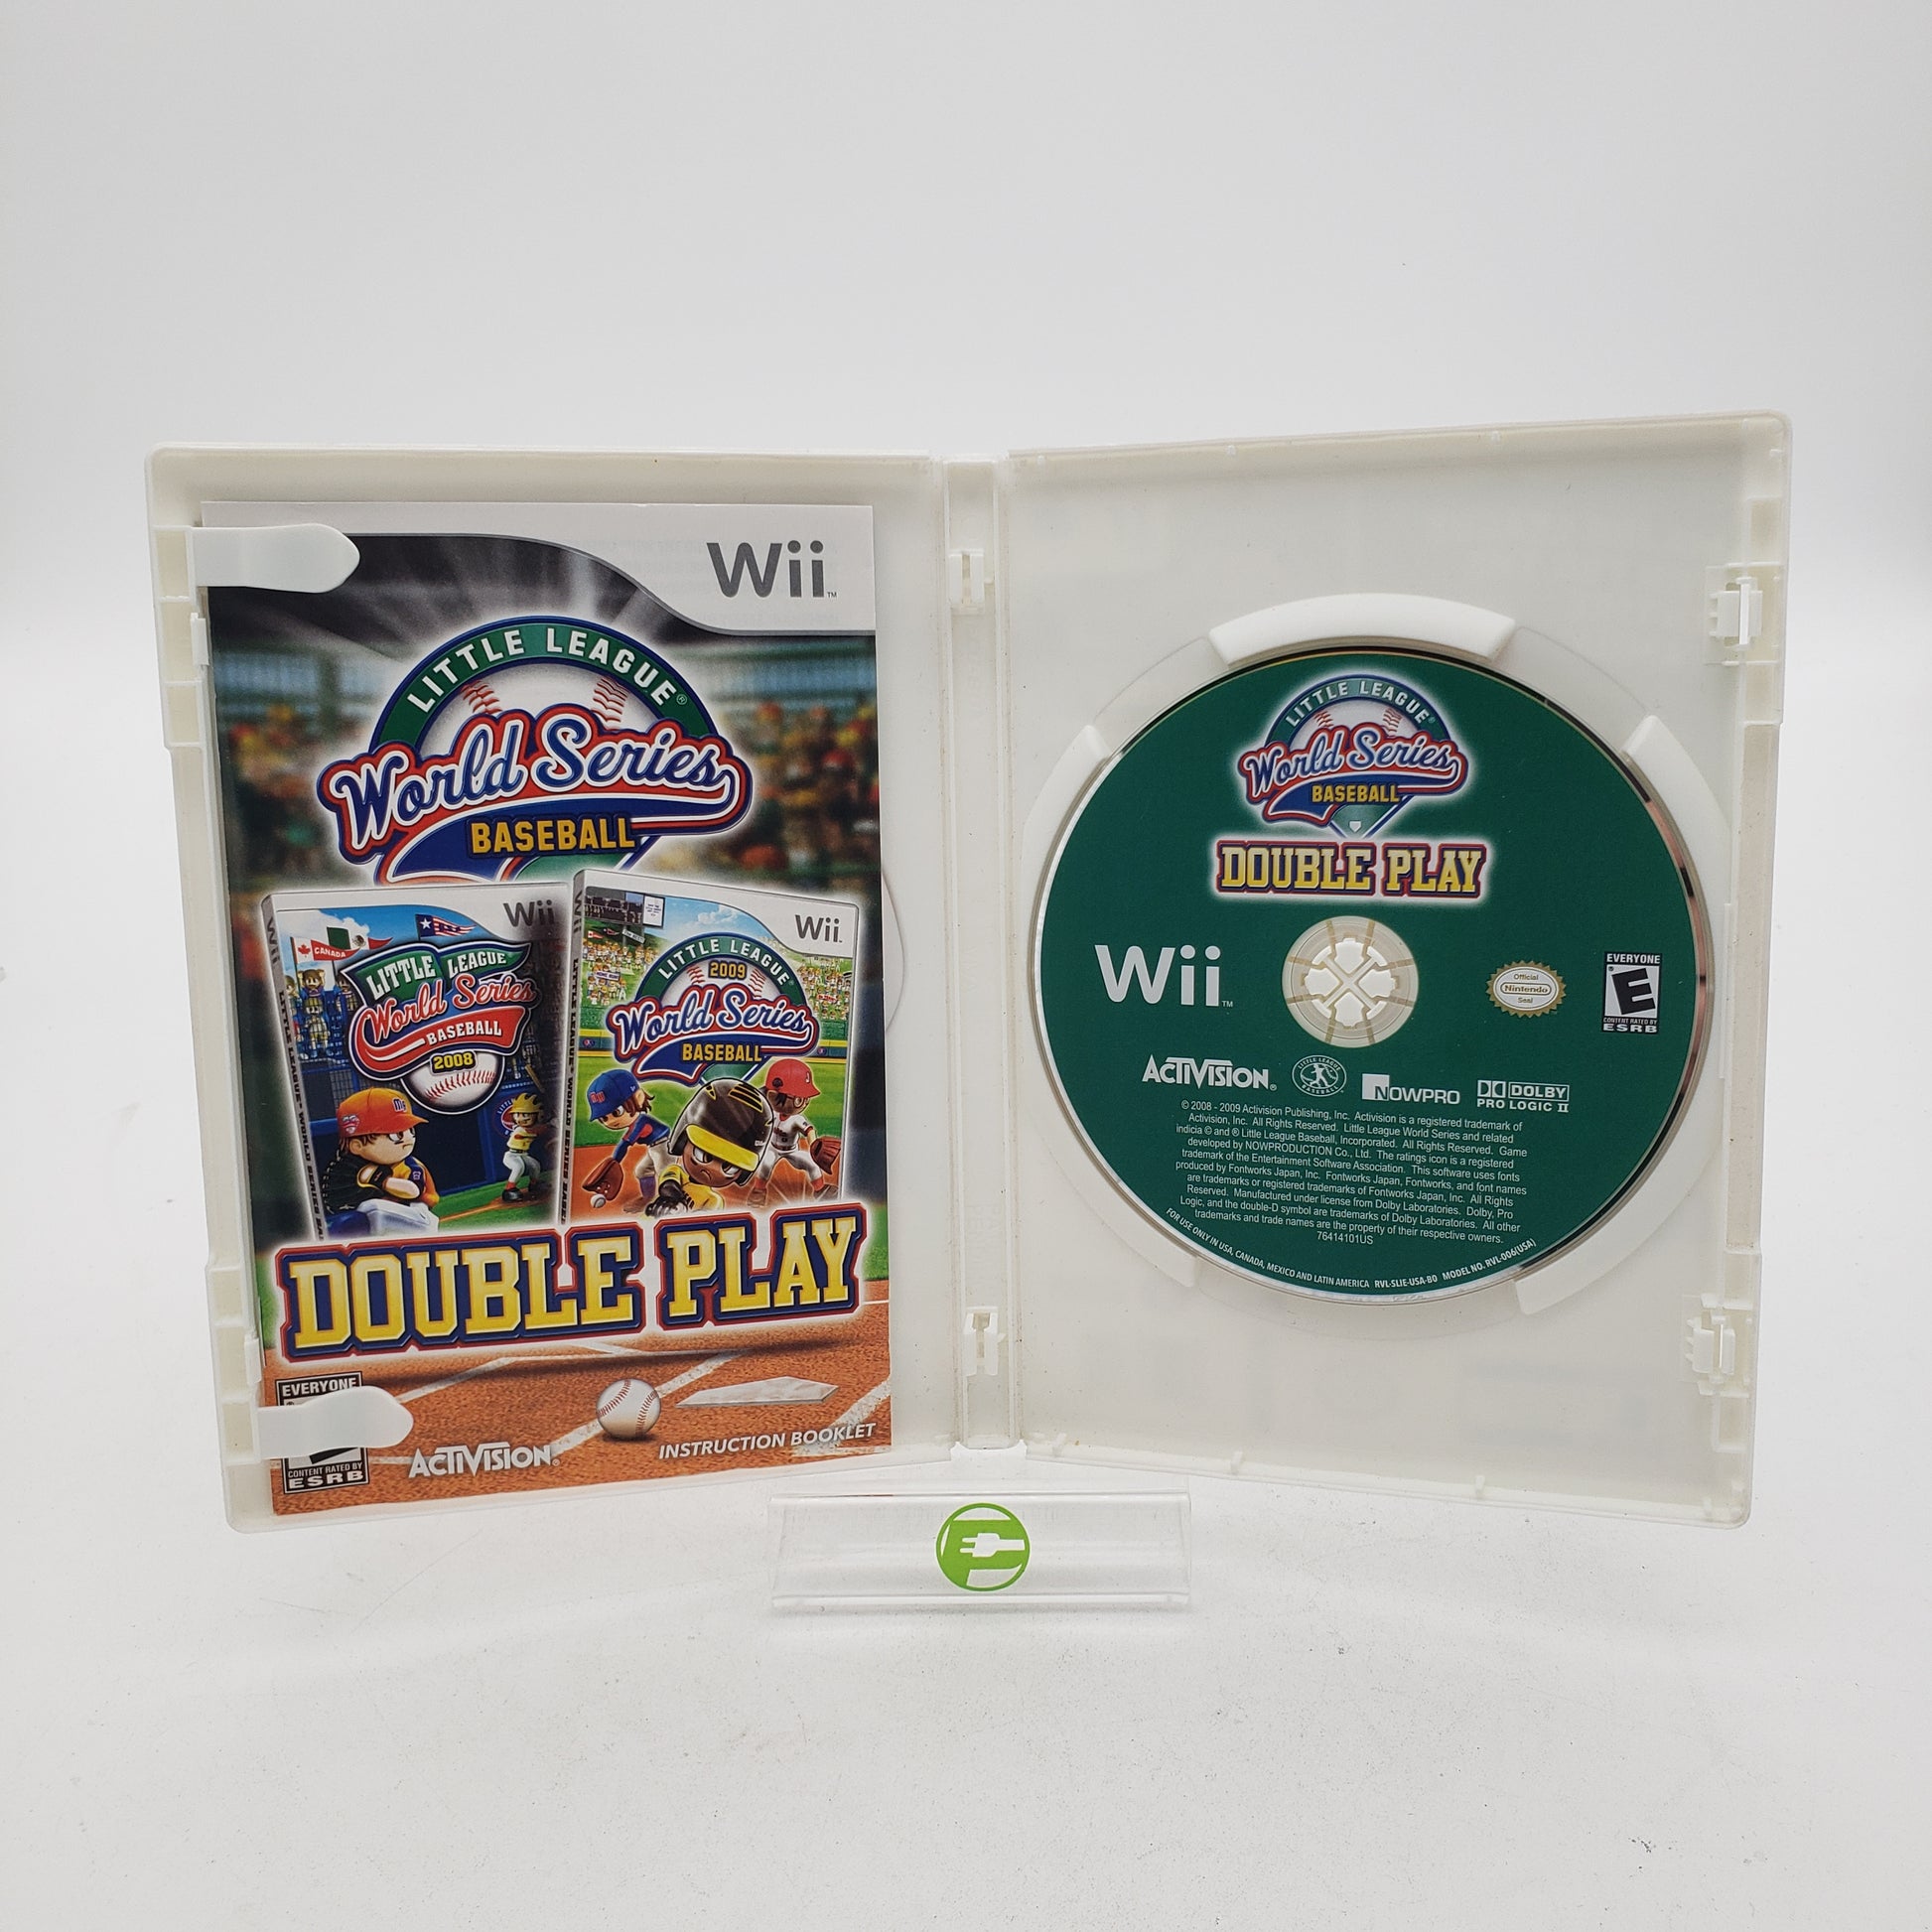 Wii™
LITTLE LEAGUE®
World Series
BASEBALL
Wii
CANADA
LITTLE LEAGUE
World Series
BASEBALL
2008
Wii
LITTLE LEAGUE®
2009
World Series
BASEBALL
DOUBLE PLAY
EVERYONE
CONTENT RATED BY
ESRB
ACTIVISION®
INSTRUCTION BOOKLET
LITTLE LEAGUE®
World Series
BASEBALL
DOUBLE PLAY
Wii™
Official
Nintendo
Seal
EVERYONE
E
CONTENT RATED BY
ESRB
ACTIVISION®
LITTLE LEAGUE
BASEBALL
NOWPRO
DOLBY
PRO LOGIC II
© 2008 - 2009 Activision Publishing, Inc. Activision is a registered trademark of
Activision, Inc. All Rights Reserved. Little League World Series and related
indicia © and ® Little League Baseball, Incorporated. All Rights Reserved. Game
developed by NOWPRODUCTION Co., Ltd. The ratings icon is a registered
trademark of the Entertainment Software Association. This software uses fonts
produced by Fontworks Japan, Inc. Fontworks Japan, Fontworks, and font names
are trademarks or registered trademarks of Fontworks Japan, Inc. All Rights
Reserved. Manufactured under license from Dolby Laboratories. Dolby, Pro
Logic, and the double-D symbol are trademarks of Dolby Laboratories. All other
trademarks and trade names are the property of their respective owners.
76414101US
FOR USE ONLY IN USA, CANADA, MEXICO AND LATIN AMERICA RVL-SLIE-USA-B0 MODEL NO. RVL-006(USA)